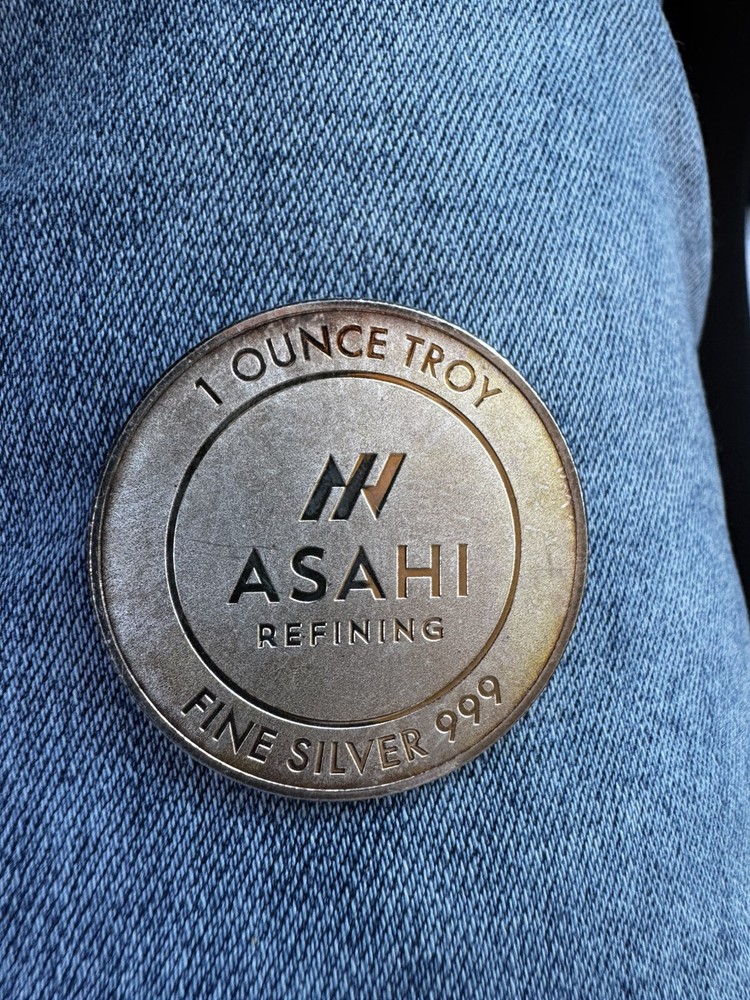 1 OUNCE TROY
ASAHI
REFINING
FINE SILVER 999